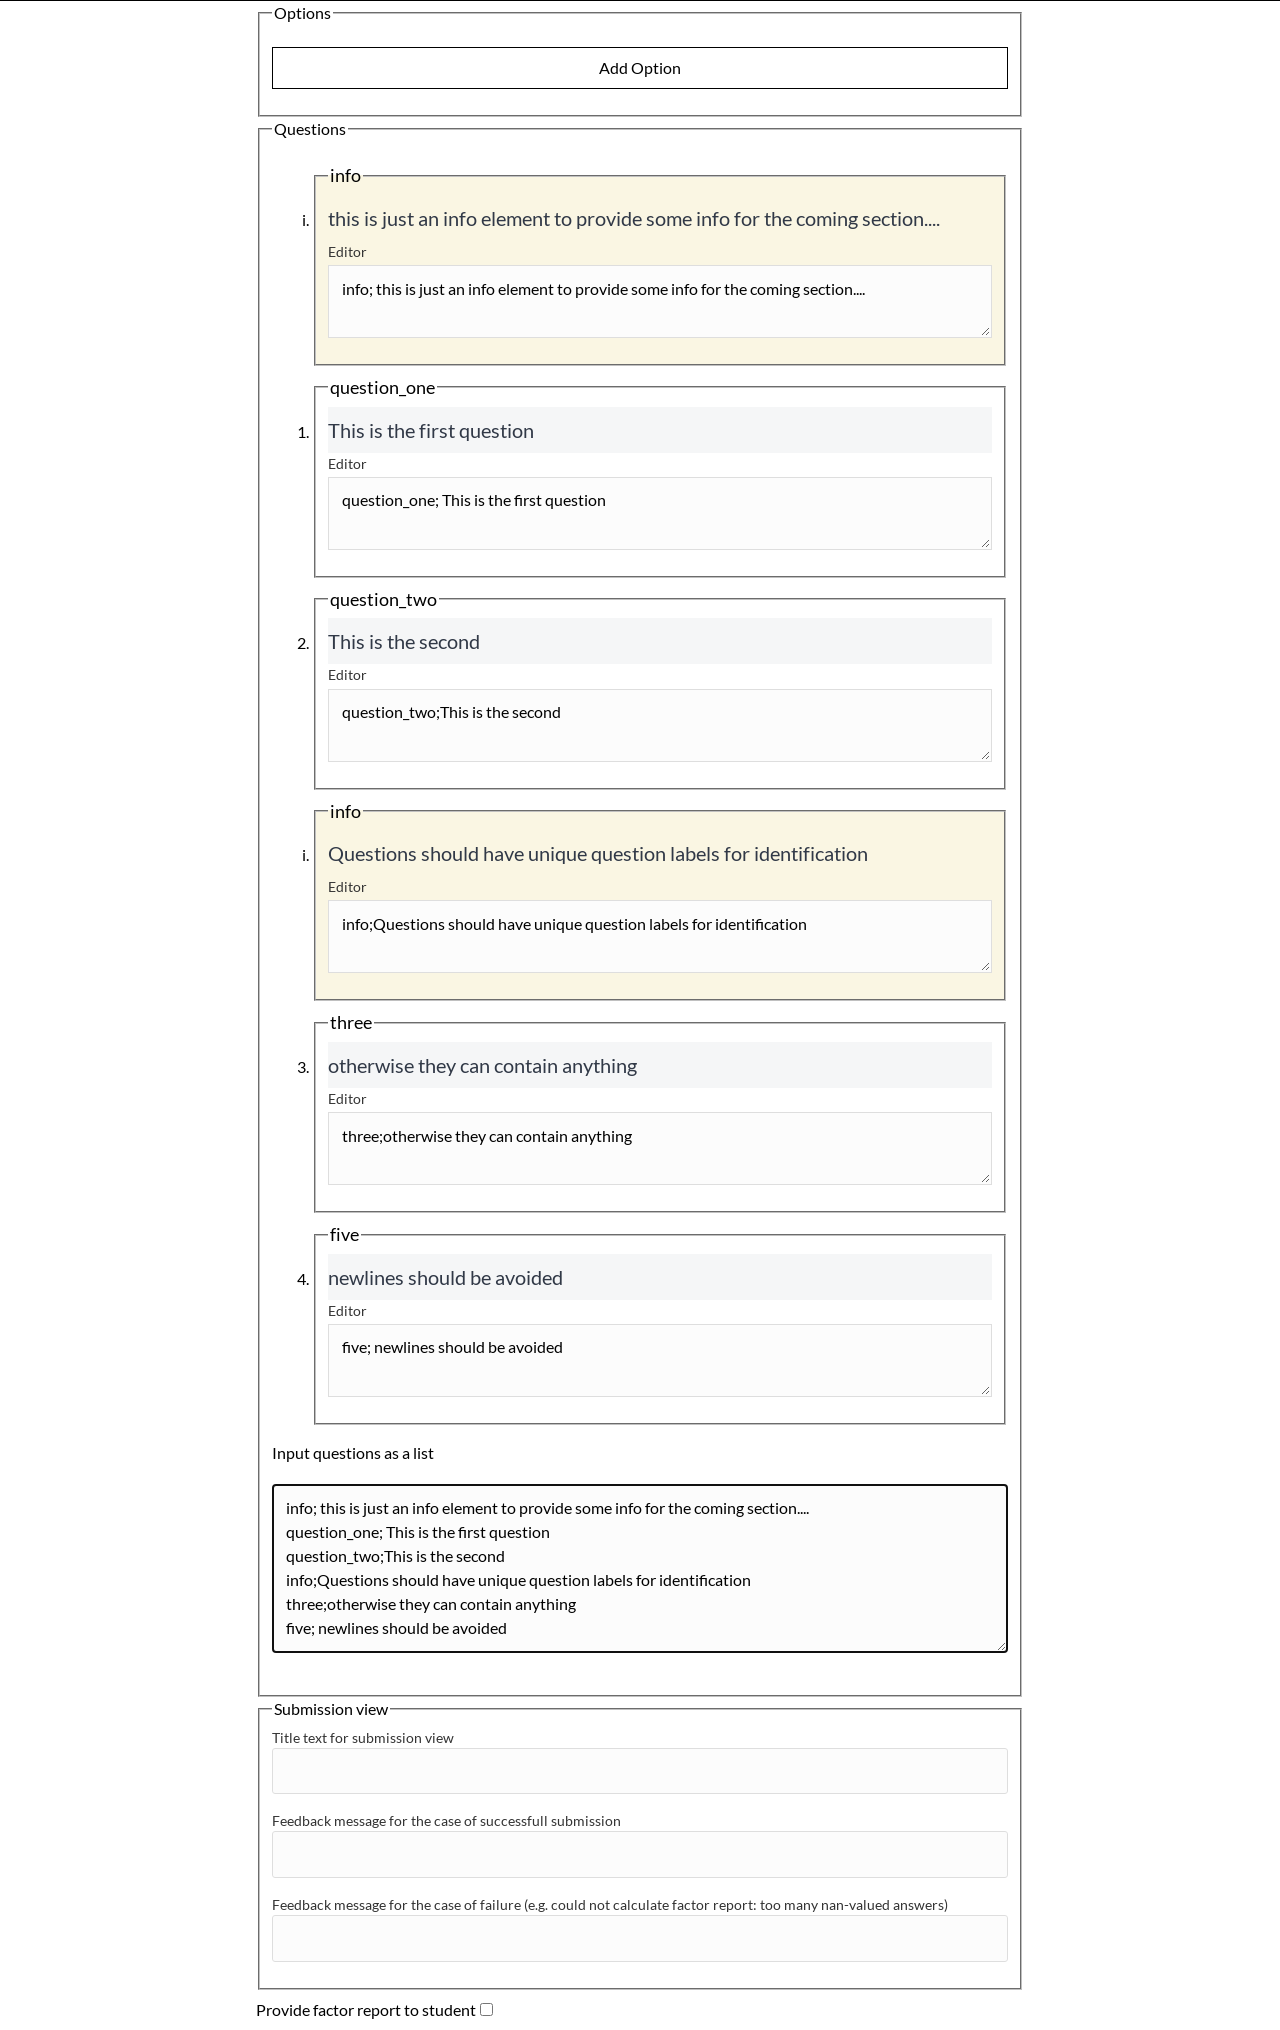 Options
Add Option
Questions
info
i.
this is just an info element to provide some info for the coming section....
Editor
info; this is just an info element to provide some info for the coming section....
question_one
1.
This is the first question
Editor
question_one; This is the first question
question_two
2.
This is the second
Editor
question_two;This is the second
info
i.
Questions should have unique question labels for identification
Editor
info;Questions should have unique question labels for identification
three
3.
otherwise they can contain anything
Editor
three;otherwise they can contain anything
five
4.
newlines should be avoided
Editor
five; newlines should be avoided
Input questions as a list
info; this is just an info element to provide some info for the coming section....
question_one; This is the first question
question_two;This is the second
info;Questions should have unique question labels for identification
three;otherwise they can contain anything
five; newlines should be avoided
Submission view
Title text for submission view
Feedback message for the case of successfull submission
Feedback message for the case of failure (e.g. could not calculate factor report: too many nan-valued answers)
Provide factor report to student